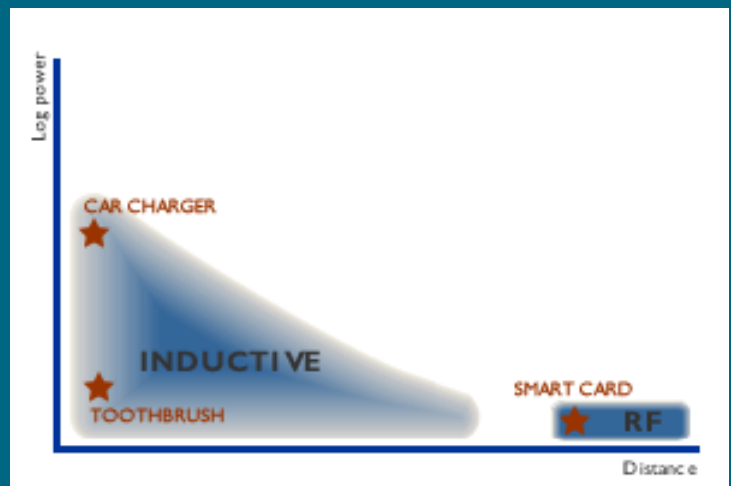 Log power
CAR CHARGER
INDUCTIVE
TOOTHBRUSH
SMART CARD
RF
Distance